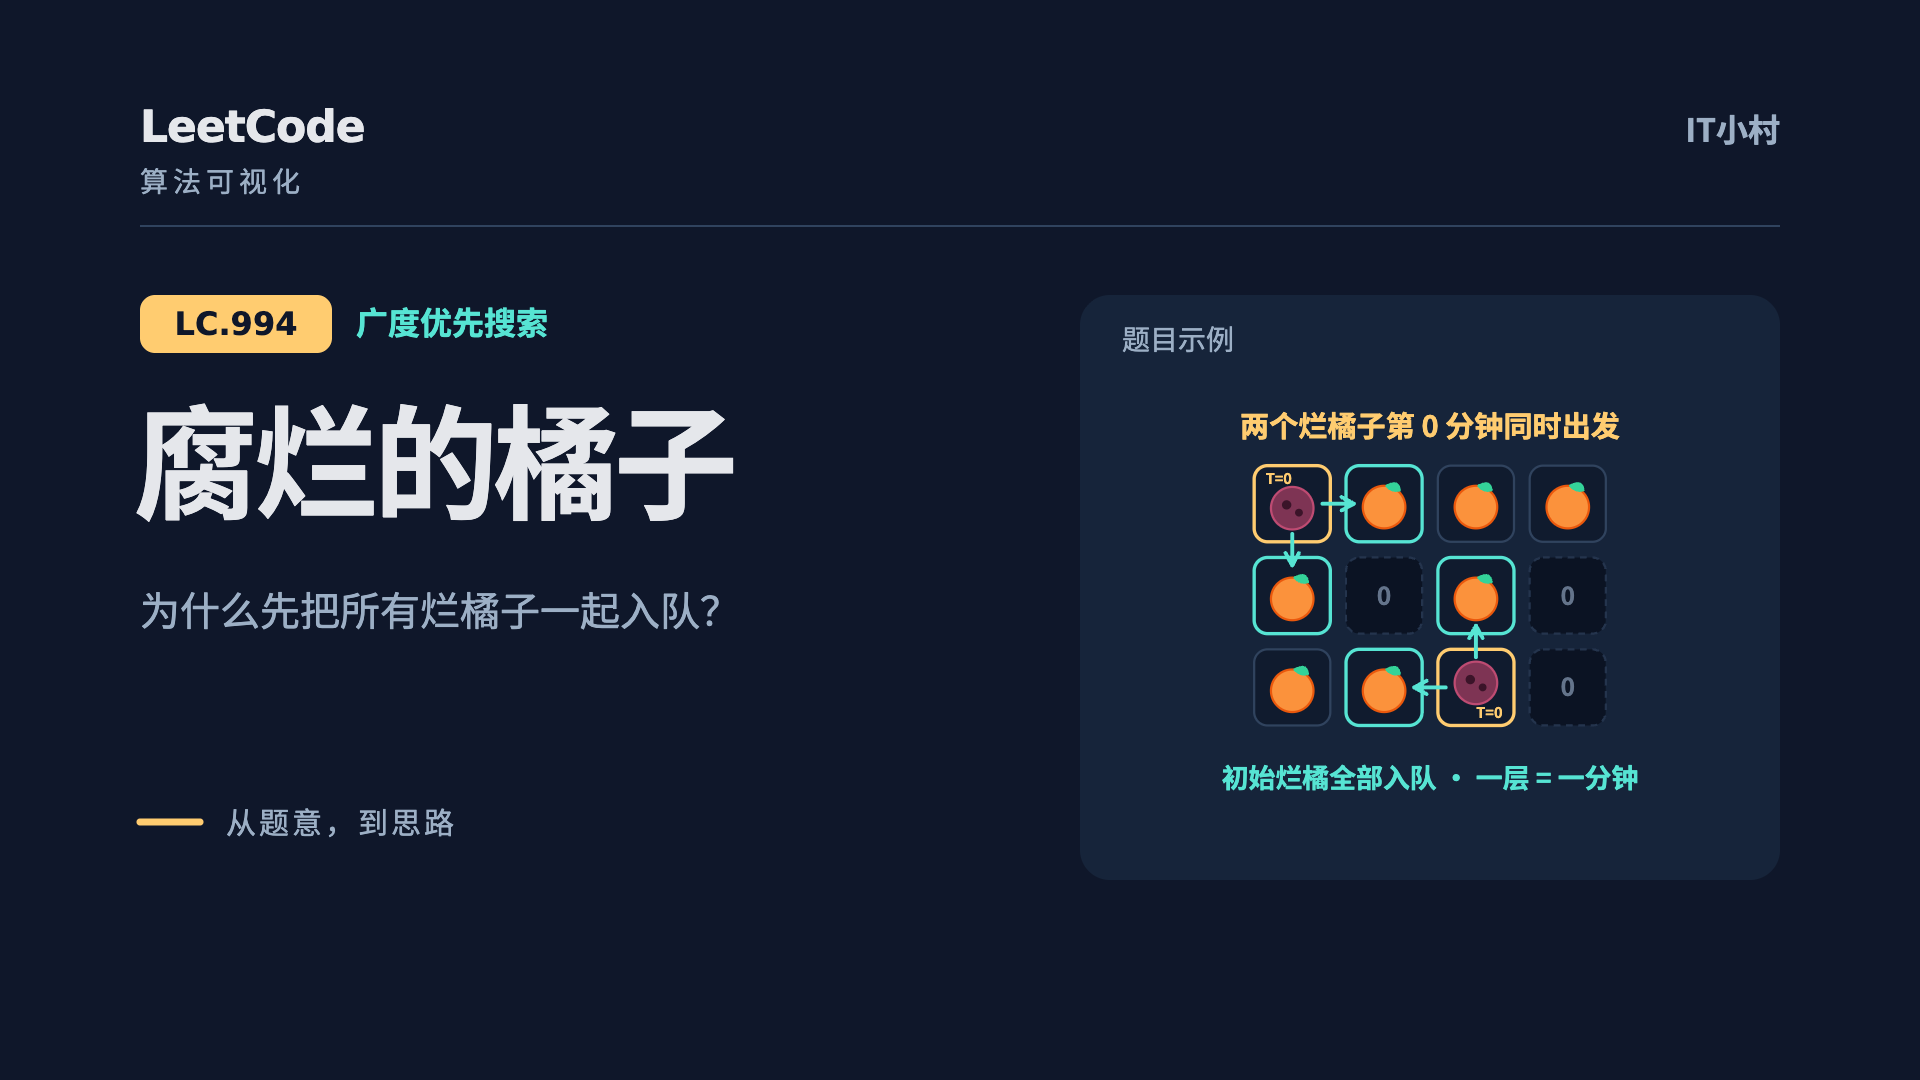 LeetCode
算法可视化
IT小村
LC.994
广度优先搜索
腐烂的橘子
为什么先把所有烂橘子一起入队？
从题意，到思路
题目示例
两个烂橘子第 0 分钟同时出发
T=0
0
0
T=0
0
初始烂橘全部入队 · 一层 = 一分钟